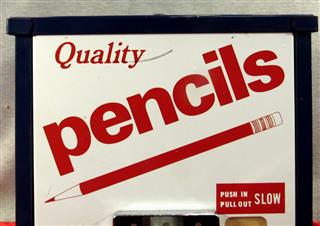 Quality
pencils
PUSH IN
PULL OUT SLOW